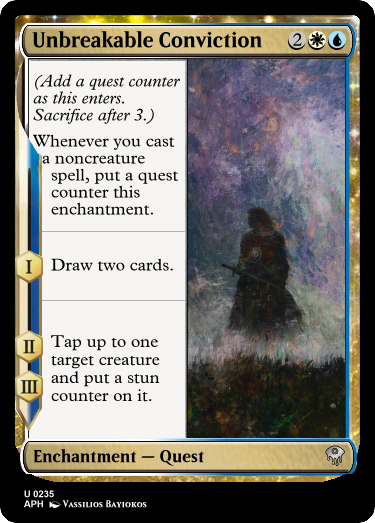 Unbreakable Conviction 2
(Add a quest counter
as this enters.
Sacrifice after 3.)
Whenever you cast
a noncreature
spell, put a quest
counter this
enchantment.
I Draw two cards.
II Tap up to one
target creature
III and put a stun
counter on it.
Enchantment — Quest
U 0235
APH Vassilios Bayiokos